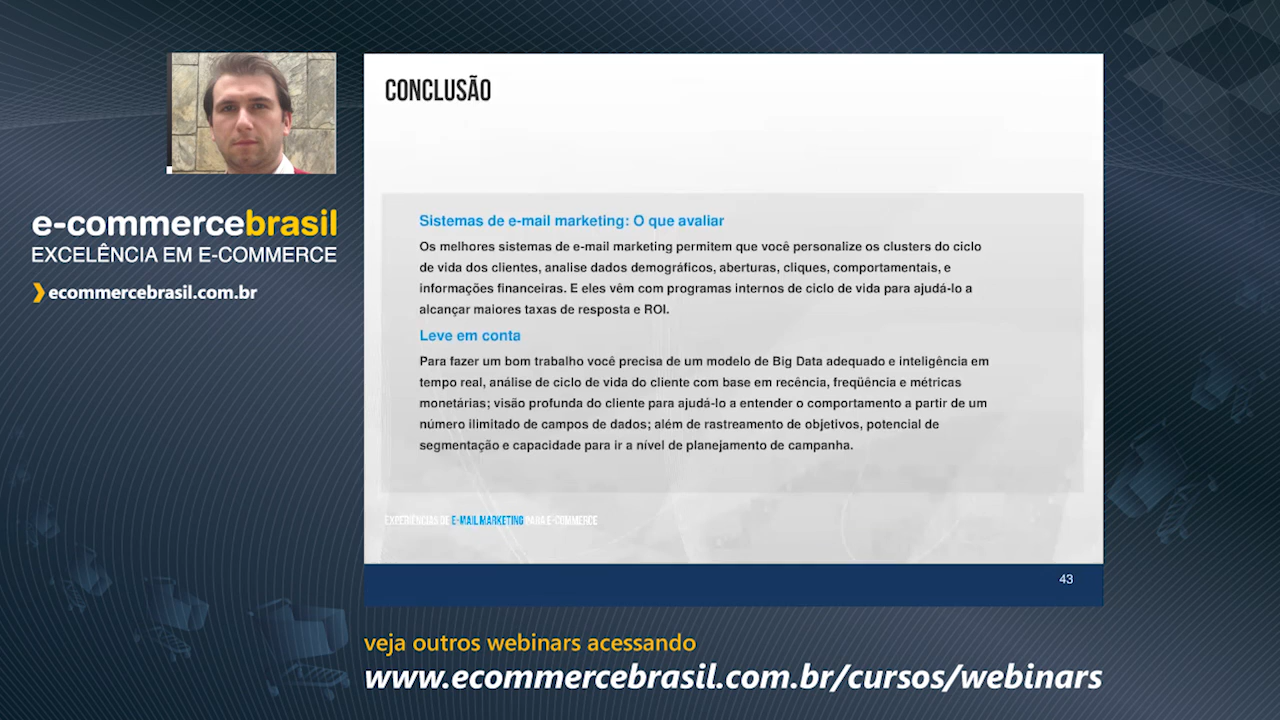 CONCLUSÃO
e-commercebrasil
EXCELÊNCIA EM E-COMMERCE
ecommercebrasil.com.br
Sistemas de e-mail marketing: O que avaliar
Os melhores sistemas de e-mail marketing permitem que você personalize os clusters do ciclo
de vida dos clientes, analise dados demográficos, aberturas, cliques, comportamentais, e
informações financeiras. E eles vêm com programas internos de ciclo de vida para ajudá-lo a
alcançar maiores taxas de resposta e ROI.
Leve em conta
Para fazer um bom trabalho você precisa de um modelo de Big Data adequado e inteligência em
tempo real, análise de ciclo de vida do cliente com base em recência, freqüência e métricas
monetárias; visão profunda do cliente para ajudá-lo a entender o comportamento a partir de um
número ilimitado de campos de dados; além de rastreamento de objetivos, potencial de
segmentação e capacidade para ir a nível de planejamento de campanha.
EXPERIÊNCIAS DE E-MAIL MARKETING PARA E-COMMERCE
43
veja outros webinars acessando
www.ecommercebrasil.com.br/cursos/webinars